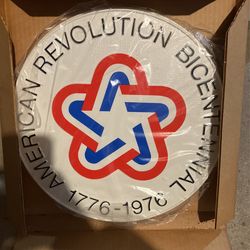 AMERICAN REVOLUTION BICENTENNIAL
1776-1976